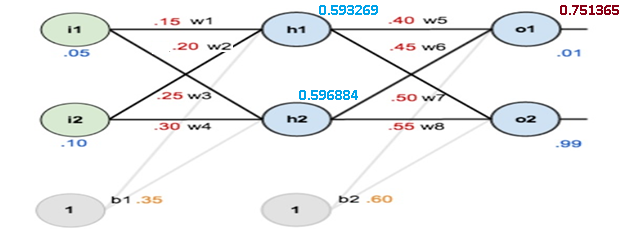 0.593269 0.751365
i1 .15 w1 h1 .40 w5 o1
.05 .20 w2 .45 w6 .01
0.596884
.25 w3 .50 w7
i2 .30 w4 h2 .55 w8 o2
.10 .99
1 b1 .35 1 b2 .60